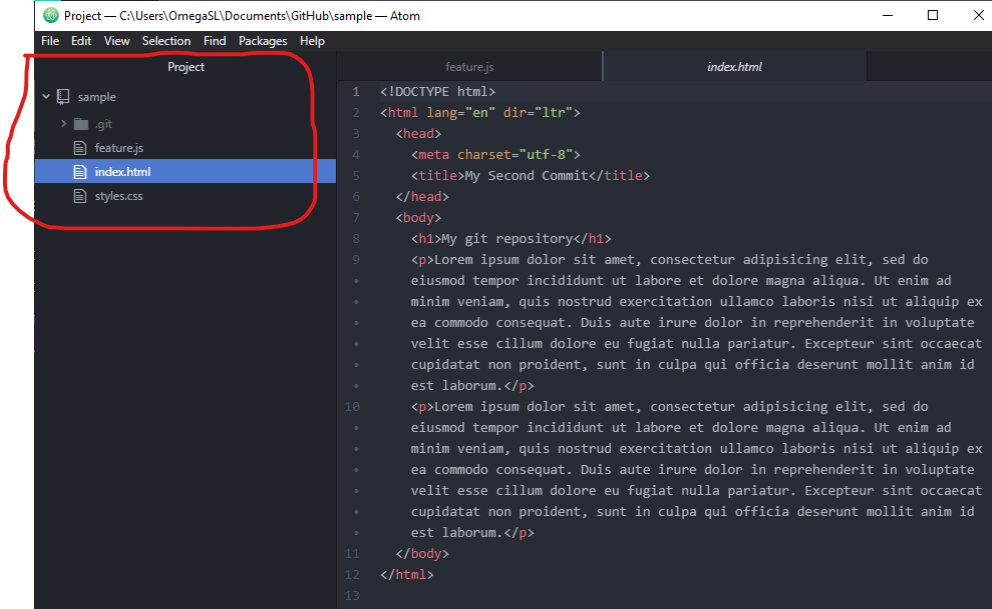 Project — C:\Users\OmegaSL\Documents\GitHub\sample — Atom
File Edit View Selection Find Packages Help
Project
sample
.git
feature.js
index.html
styles.css
feature.js index.html
1 <!DOCTYPE html>
2 <html lang="en" dir="ltr">
3 <head>
4 <meta charset="utf-8">
5 <title>My Second Commit</title>
6 </head>
7 <body>
8 <h1>My git repository</h1>
9 <p>Lorem ipsum dolor sit amet, consectetur adipisicing elit, sed do
• eiusmod tempor incididunt ut labore et dolore magna aliqua. Ut enim ad
• minim veniam, quis nostrud exercitation ullamco laboris nisi ut aliquip ex
• ea commodo consequat. Duis aute irure dolor in reprehenderit in voluptate
• velit esse cillum dolore eu fugiat nulla pariatur. Excepteur sint occaecat
• cupidatat non proident, sunt in culpa qui officia deserunt mollit anim id
• est laborum.</p>
10 <p>Lorem ipsum dolor sit amet, consectetur adipisicing elit, sed do
• eiusmod tempor incididunt ut labore et dolore magna aliqua. Ut enim ad
• minim veniam, quis nostrud exercitation ullamco laboris nisi ut aliquip ex
• ea commodo consequat. Duis aute irure dolor in reprehenderit in voluptate
• velit esse cillum dolore eu fugiat nulla pariatur. Excepteur sint occaecat
• cupidatat non proident, sunt in culpa qui officia deserunt mollit anim id
• est laborum.</p>
11 </body>
12 </html>
13